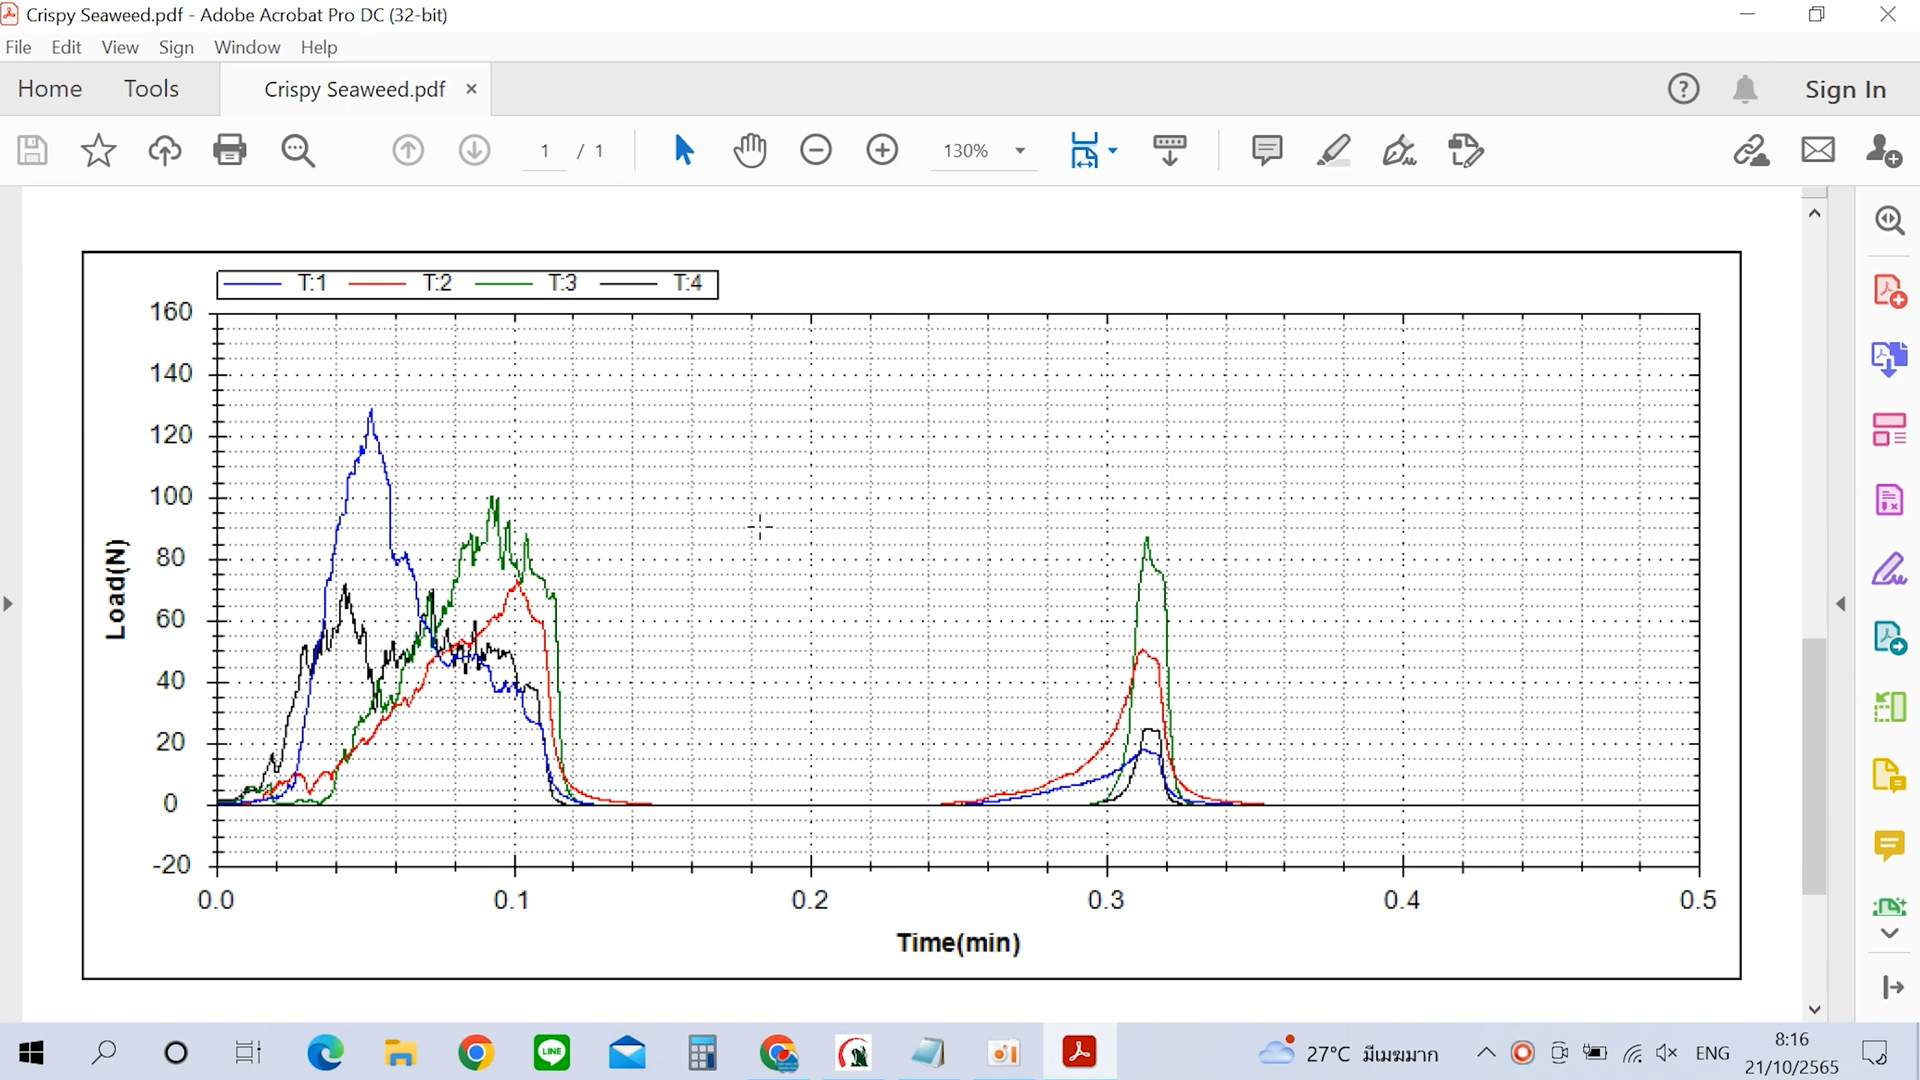 Crispy Seaweed.pdf - Adobe Acrobat Pro DC (32-bit)
File Edit View Sign Window Help
Home Tools Crispy Seaweed.pdf × Sign In
1 / 1 130%
T:1 T:2 T:3 T:4
160
140
120
100
80
60
40
20
0
-20
Load(N)
0.0 0.1 0.2 0.3 0.4 0.5
Time(min)
LINE
27°C มีเมฆมาก ENG 8:16
21/10/2565